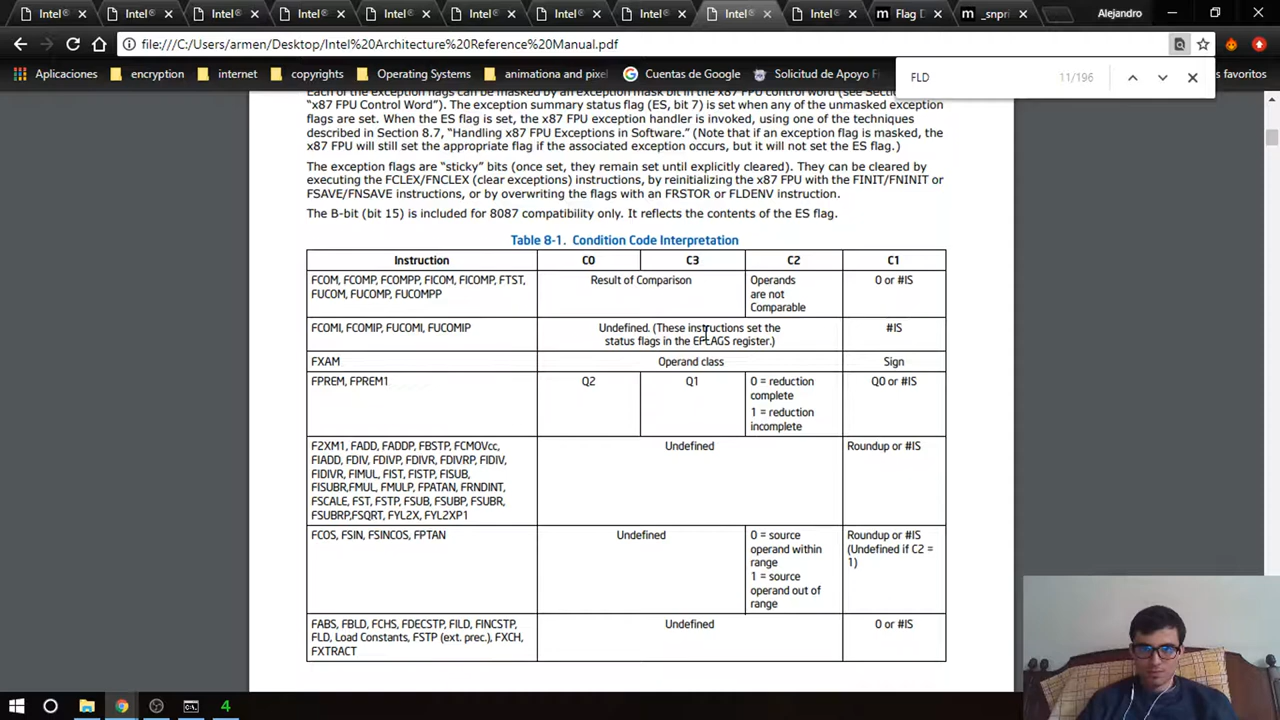 Intel® Intel® Intel® Intel® Intel® Intel® Intel® Intel® Intel® Intel® Flag D _snpri Alejandro
file:///C:/Users/armen/Desktop/Intel%20Architecture%20Reference%20Manual.pdf
Aplicaciones encryption internet copyrights Operating Systems animationa and pixel Cuentas de Google Solicitud de Apoyo F s favoritos
FLD 11/196
Each of the exception flags can be masked by an exception mask bit in the x87 FPU control word (see Section
"x87 FPU Control Word"). The exception summary status flag (ES, bit 7) is set when any of the unmasked exception
flags are set. When the ES flag is set, the x87 FPU exception handler is invoked, using one of the techniques
described in Section 8.7, "Handling x87 FPU Exceptions in Software." (Note that if an exception flag is masked, the
x87 FPU will still set the appropriate flag if the associated exception occurs, but it will not set the ES flag.)
The exception flags are "sticky" bits (once set, they remain set until explicitly cleared). They can be cleared by
executing the FCLEX/FNCLEX (clear exceptions) instructions, by reinitializing the x87 FPU with the FINIT/FNINIT or
FSAVE/FNSAVE instructions, or by overwriting the flags with an FRSTOR or FLDENV instruction.
The B-bit (bit 15) is included for 8087 compatibility only. It reflects the contents of the ES flag.
Table 8-1. Condition Code Interpretation
Instruction C0 C3 C2 C1
FCOM, FCOMP, FCOMPP, FICOM, FICOMP, FTST, Result of Comparison Operands 0 or #IS
FUCOM, FUCOMP, FUCOMPP are not
Comparable
FCOMI, FCOMIP, FUCOMI, FUCOMIP Undefined. (These instructions set the #IS
status flags in the EFLAGS register.)
FXAM Operand class Sign
FPREM, FPREM1 Q2 Q1 0 = reduction Q0 or #IS
complete
1 = reduction
incomplete
F2XM1, FADD, FADDP, FBSTP, FCMOVcc, Undefined Roundup or #IS
FIADD, FDIV, FDIVP, FDIVR, FDIVRP, FIDIV,
FIDIVR, FIMUL, FIST, FISTP, FISUB,
FISUBR,FMUL, FMULP, FPATAN, FRNDINT,
FSCALE, FST, FSTP, FSUB, FSUBP, FSUBR,
FSUBRP,FSQRT, FYL2X, FYL2XP1
FCOS, FSIN, FSINCOS, FPTAN Undefined 0 = source Roundup or #IS
operand within (Undefined if C2 =
range 1)
1 = source
operand out of
range
FABS, FBLD, FCHS, FDECSTP, FILD, FINCSTP, Undefined 0 or #IS
FLD, Load Constants, FSTP (ext. prec.), FXCH,
FXTRACT